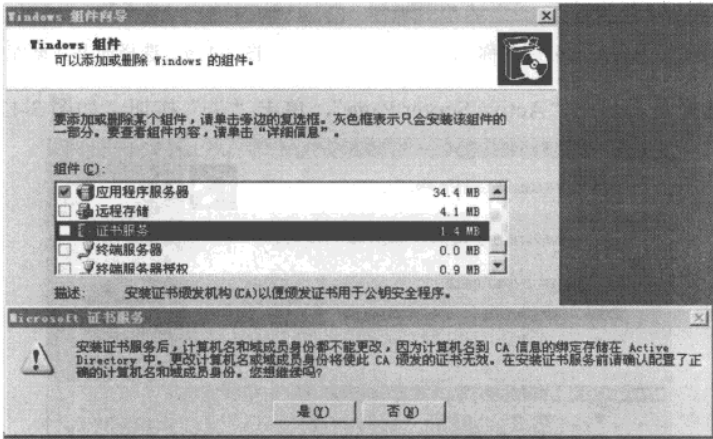 Windows 组件向导
Windows 组件
可以添加或删除 Windows 的组件。
要添加或删除某个组件，请单击旁边的复选框。灰色框表示只会安装该组件的
一部分。要查看组件内容，请单击“详细信息”。
组件(C):
应用程序服务器 34.4 MB
远程存储 4.1 MB
证书服务 1.4 MB
终端服务器 0.0 MB
终端服务器授权 0.9 MB
描述: 安装证书颁发机构(CA)以便颁发证书用于公钥安全程序。
Microsoft 证书服务
安装证书服务后，计算机名和域成员身份都不能更改，因为计算机名到 CA 信息的绑定存储在 Active
Directory 中。更改计算机名或域成员身份将使此 CA 颁发的证书无效。在安装证书服务前请确认配置了正
确的计算机名和域成员身份。您想继续吗?
是(Y) 否(N)